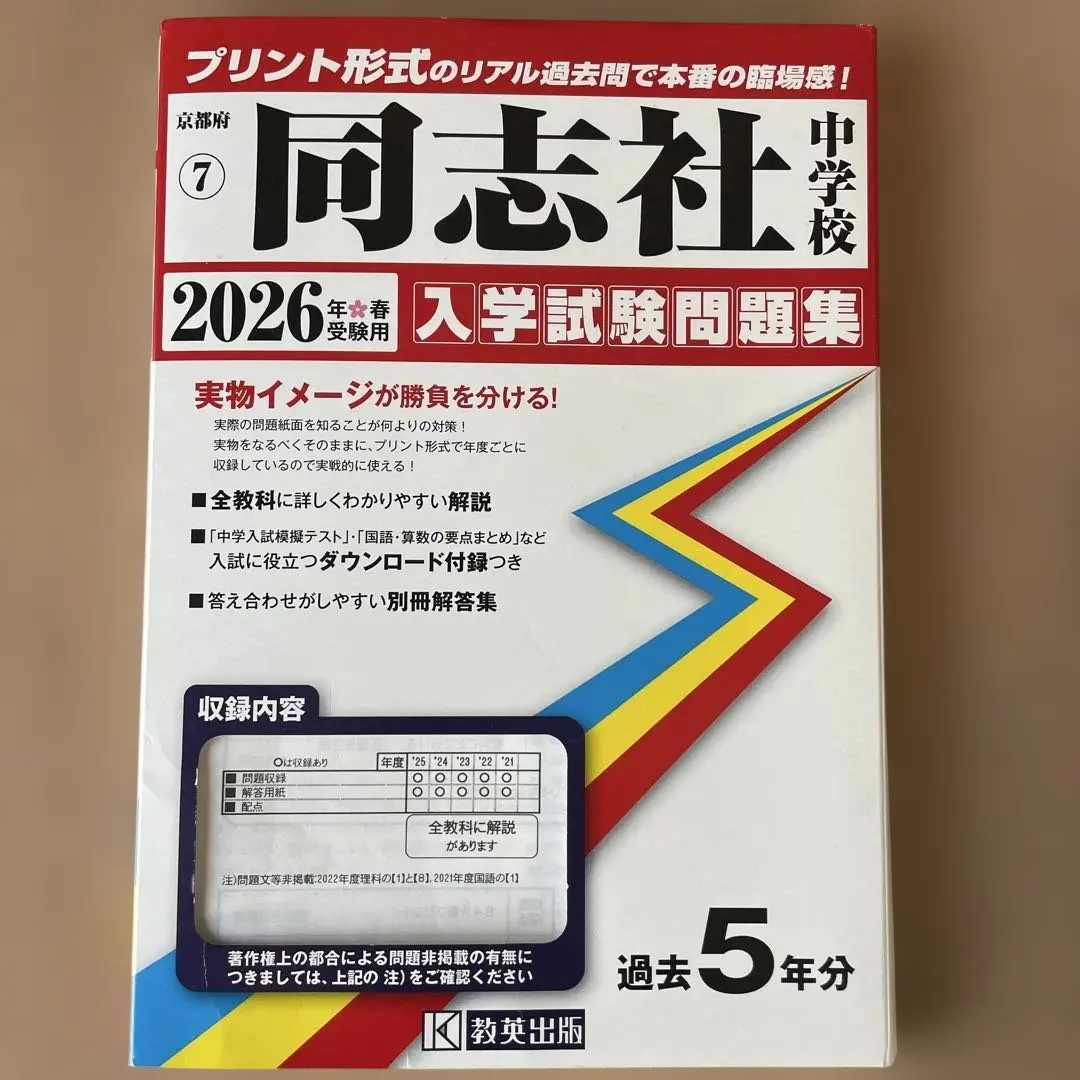 プリント形式のリアル過去問で本番の臨場感！
京都府
⑦
同志社
中学校
2026年春受験用
入学試験問題集
実物イメージが勝負を分ける！
実際の問題紙面を知ることが何よりの対策！
実物をなるべくそのままに、プリント形式で年度ごとに
収録しているので実戦的に使える！
■全教科に詳しくわかりやすい解説
■「中学入試模擬テスト」・「国語・算数の要点まとめ」など
入試に役立つダウンロード付録つき
■答え合わせがしやすい別冊解答集
収録内容
○は収録あり 年度 '25 '24 '23 '22 '21
■ 問題収録 ○ ○ ○ ○ ○
■ 解答用紙 ○ ○ ○ ○ ○
■ 配点
全教科に解説
があります
注)問題文等非掲載:2022年度理科の【1】と【8】,2021年度国語の【1】
著作権上の都合による問題非掲載の有無に
つきましては、上記の 注)をご確認ください
過去5年分
K 教英出版